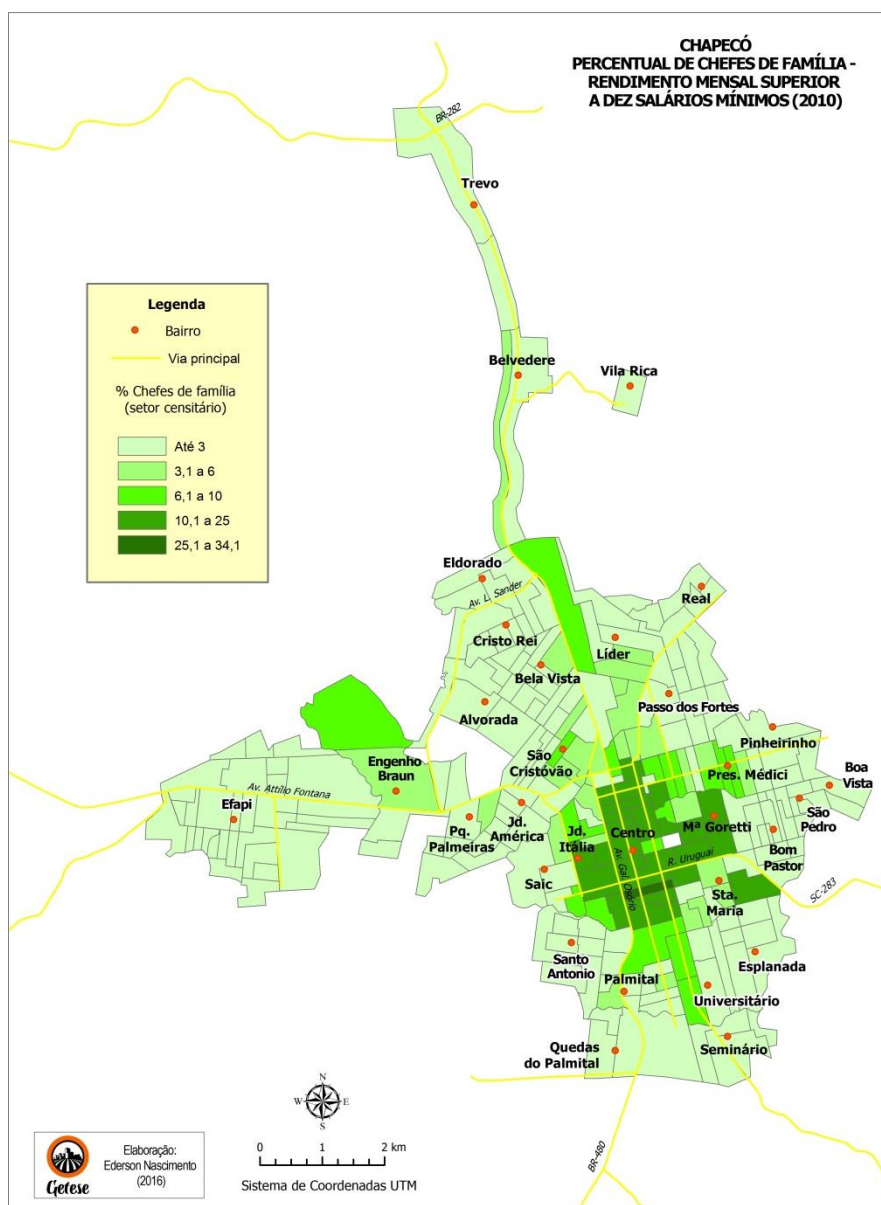 CHAPECÓ
PERCENTUAL DE CHEFES DE FAMÍLIA -
RENDIMENTO MENSAL SUPERIOR
A DEZ SALÁRIOS MÍNIMOS (2010)
BR-282
Trevo
Legenda
Bairro
Via principal
% Chefes de família
(setor censitário)
Até 3
3,1 a 6
6,1 a 10
10,1 a 25
25,1 a 34,1
Belvedere
Vila Rica
Eldorado
Av. L. Sander
Real
Cristo Rei
Líder
Bela Vista
Alvorada
Passo dos Fortes
São
Cristóvão
Pinheirinho
Engenho
Braun
Pres. Médici
Boa
Vista
Av. Attílio Fontana
Efapi
Pq.
Palmeiras
Jd.
América
Jd.
Itália
Centro
Mª Goretti
São
Pedro
Bom
Pastor
R. Uruguai
Av. Gal. Osório
Saic
Sta.
Maria
SC-283
Santo
Antonio
Esplanada
Palmital
Universitário
Quedas
do Palmital
Seminário
BR-480
N
W
E
S
0 1 2 km
Sistema de Coordenadas UTM
Getese
Elaboração:
Ederson Nascimento
(2016)